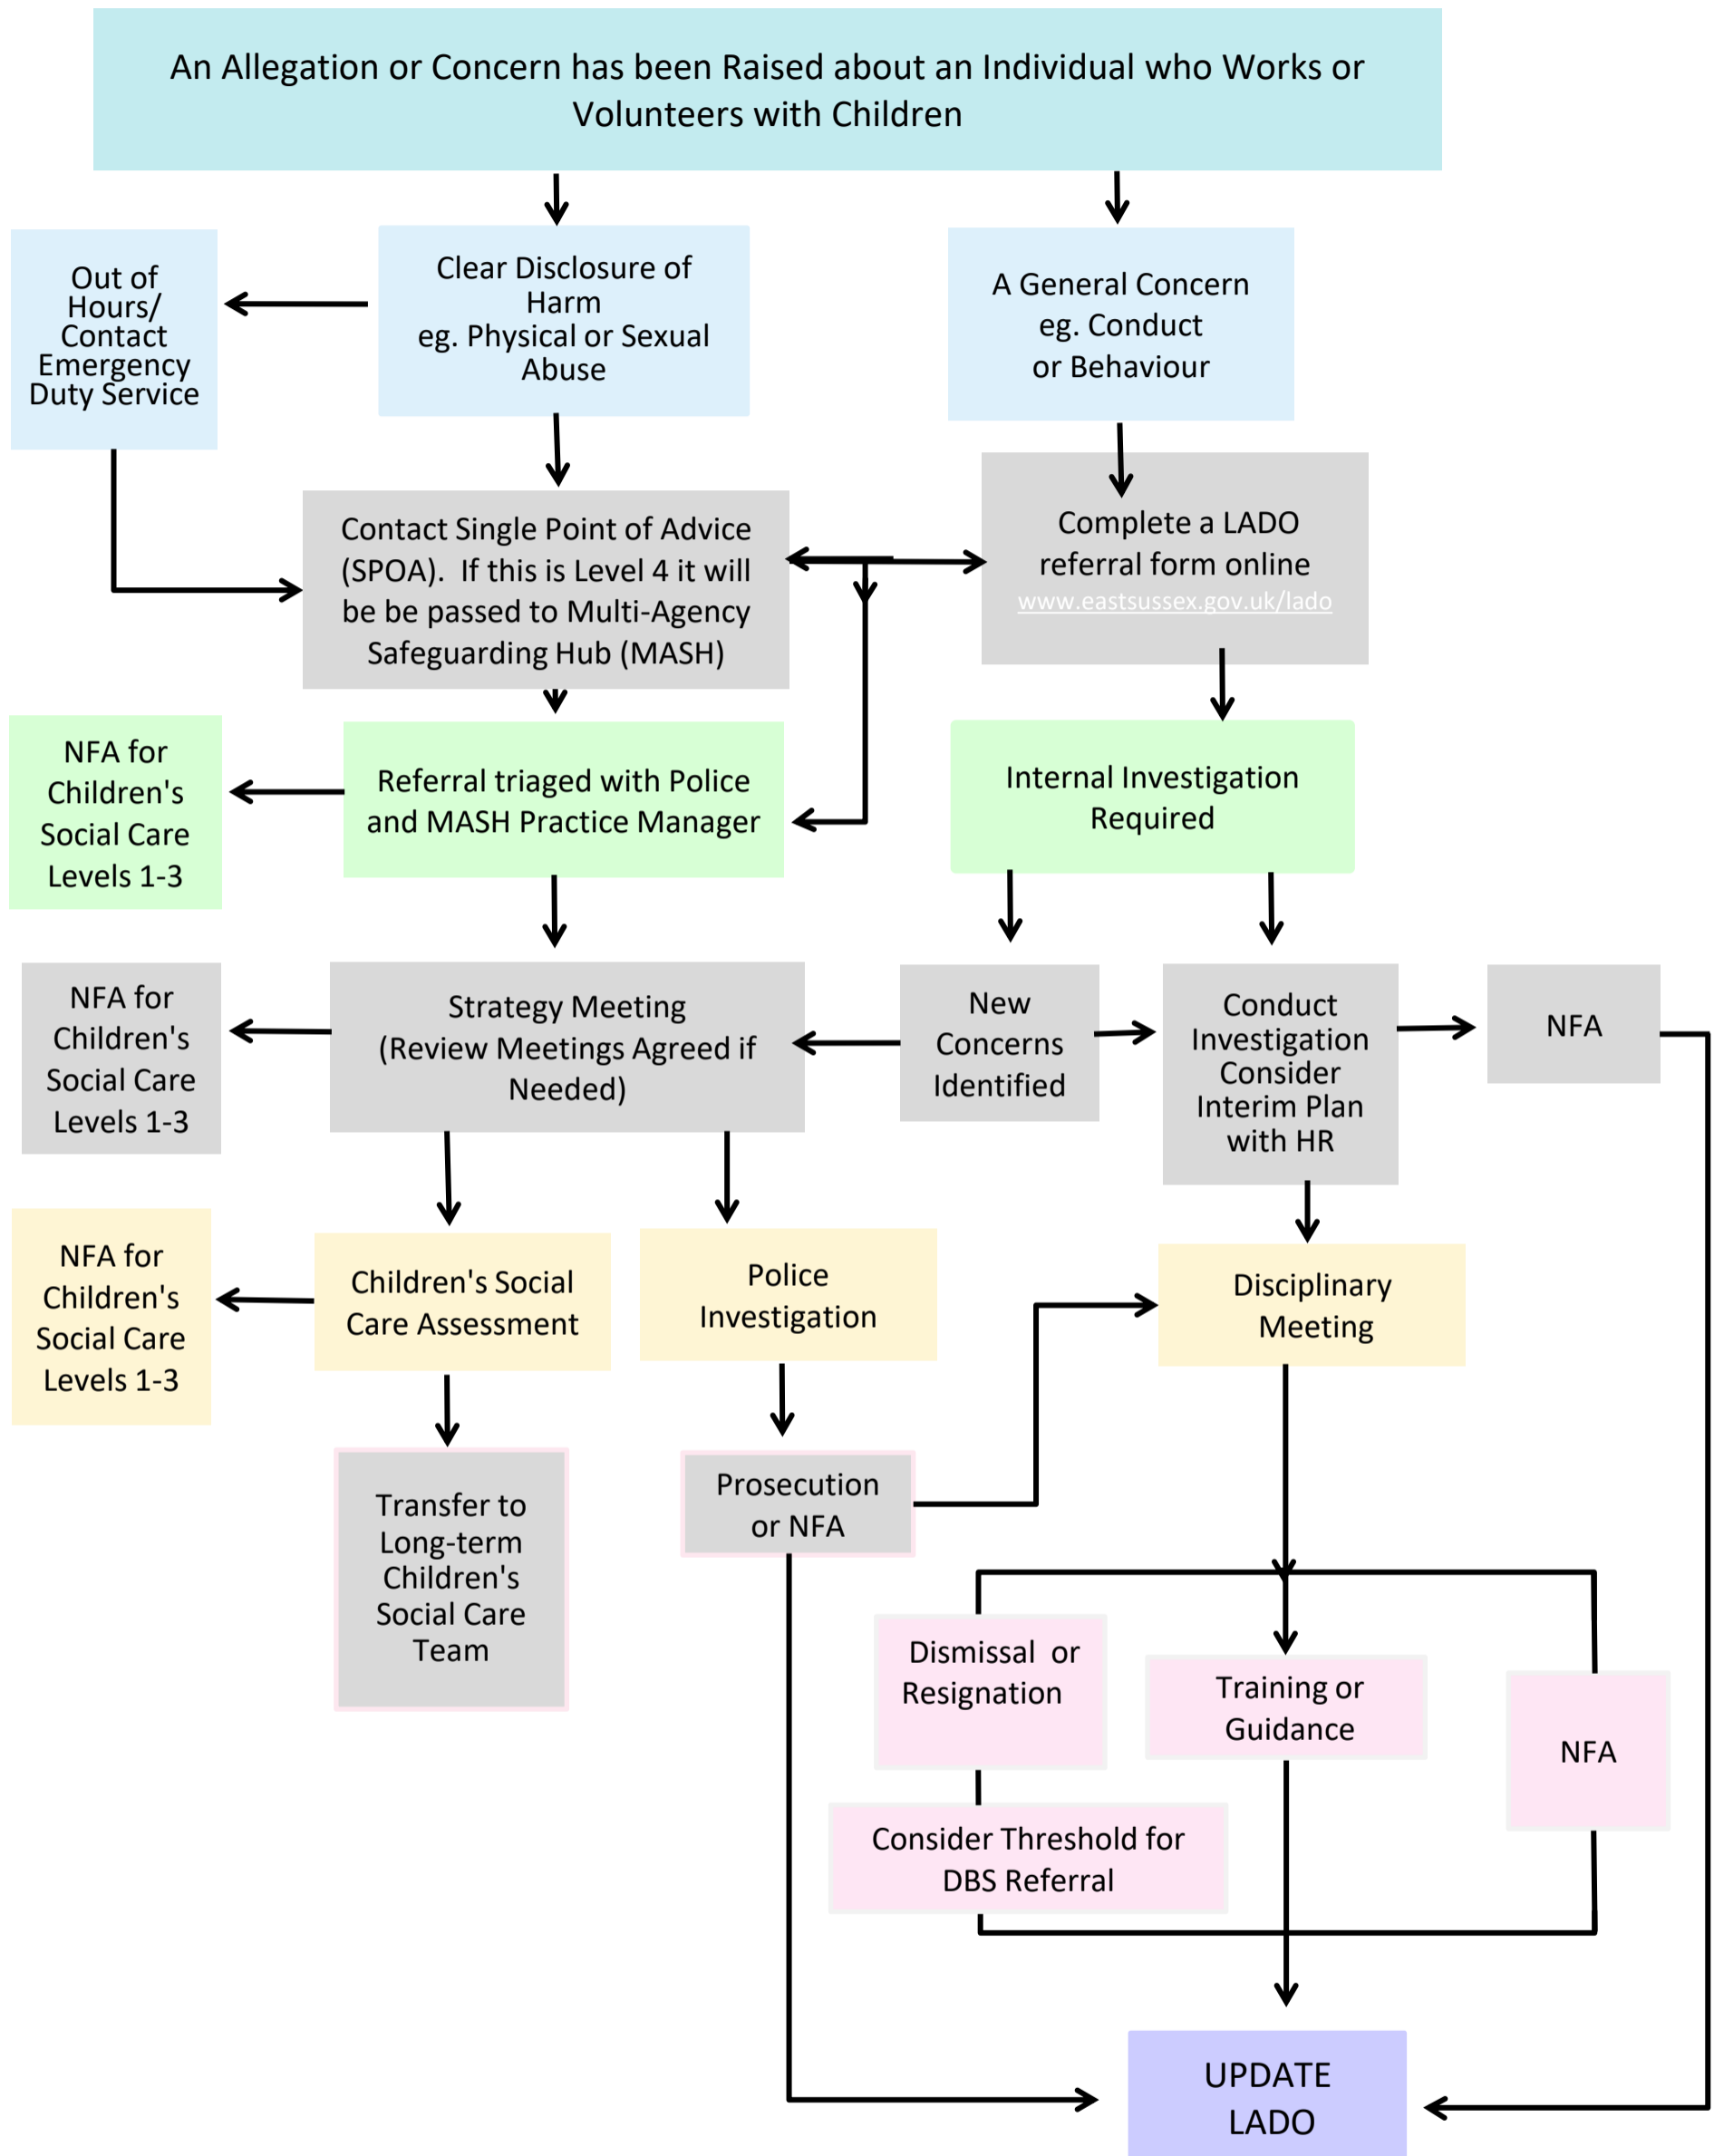 An Allegation or Concern has been Raised about an Individual who Works or
Volunteers with Children
Out of
Hours/
Contact
Emergency
Duty Service
Clear Disclosure of
Harm
eg. Physical or Sexual
Abuse
A General Concern
eg. Conduct
or Behaviour
Contact Single Point of Advice
(SPOA).  If this is Level 4 it will
be be passed to Multi-Agency
Safeguarding Hub (MASH)
Complete a LADO
referral form online
www.eastsussex.gov.uk/lado
NFA for
Children's
Social Care
Levels 1-3
Referral triaged with Police
and MASH Practice Manager
Internal Investigation
Required
NFA for
Children's
Social Care
Levels 1-3
Strategy Meeting
(Review Meetings Agreed if
Needed)
New
Concerns
Identified
Conduct
Investigation
Consider
Interim Plan
with HR
NFA
NFA for
Children's
Social Care
Levels 1-3
Children's Social
Care Assessment
Police
Investigation
Disciplinary
Meeting
Transfer to
Long-term
Children's
Social Care
Team
Prosecution
or NFA
Dismissal  or
Resignation
Training or
Guidance
NFA
Consider Threshold for
DBS Referral
UPDATE
LADO